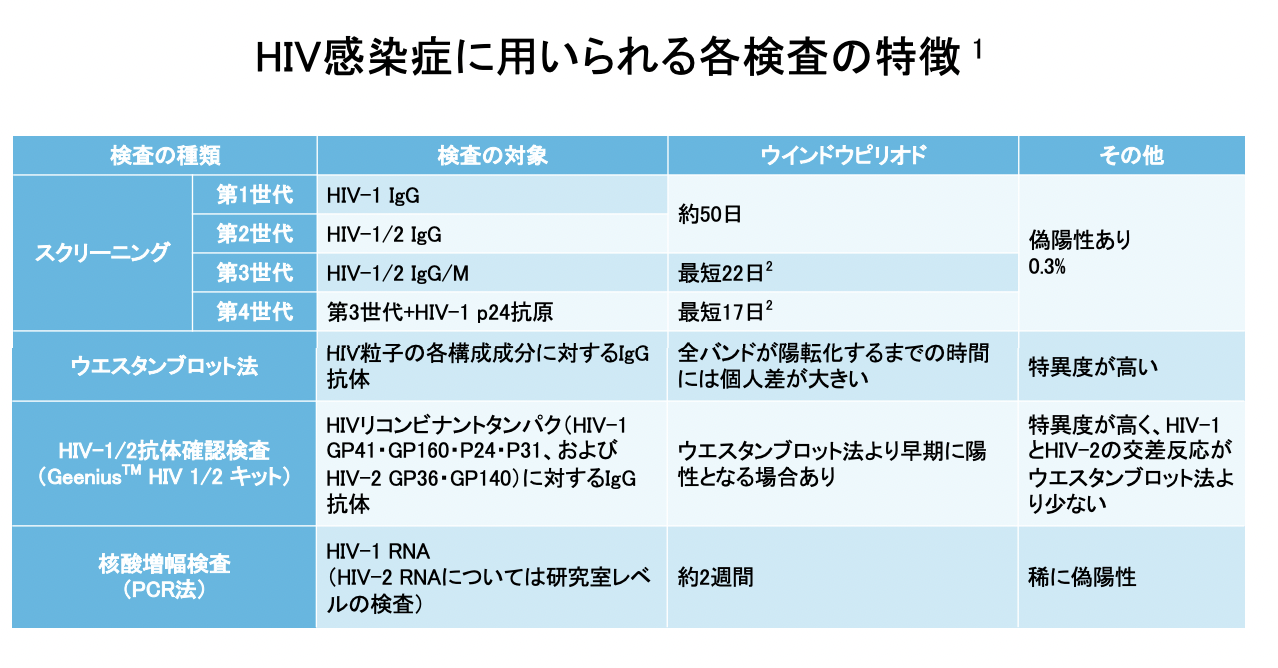 HIV感染症に用いられる各検査の特徴 1
検査の種類
検査の対象
ウインドウピリオド
その他
スクリーニング
第1世代
HIV-1 IgG
約50日
偽陽性あり
0.3%
第2世代
HIV-1/2 IgG
第3世代
HIV-1/2 IgG/M
最短22日2
第4世代
第3世代+HIV-1 p24抗原
最短17日2
ウエスタンブロット法
HIV粒子の各構成成分に対するIgG
抗体
全バンドが陽転化するまでの時間
には個人差が大きい
特異度が高い
HIV-1/2抗体確認検査
（Geenius™ HIV 1/2 キット）
HIVリコンビナントタンパク（HIV-1
GP41・GP160・P24・P31、および
HIV-2 GP36・GP140）に対するIgG
抗体
ウエスタンブロット法より早期に陽
性となる場合あり
特異度が高く、HIV-1
とHIV-2の交差反応が
ウエスタンブロット法よ
り少ない
核酸増幅検査
（PCR法）
HIV-1 RNA
（HIV-2 RNAについては研究室レベ
ルの検査）
約2週間
稀に偽陽性